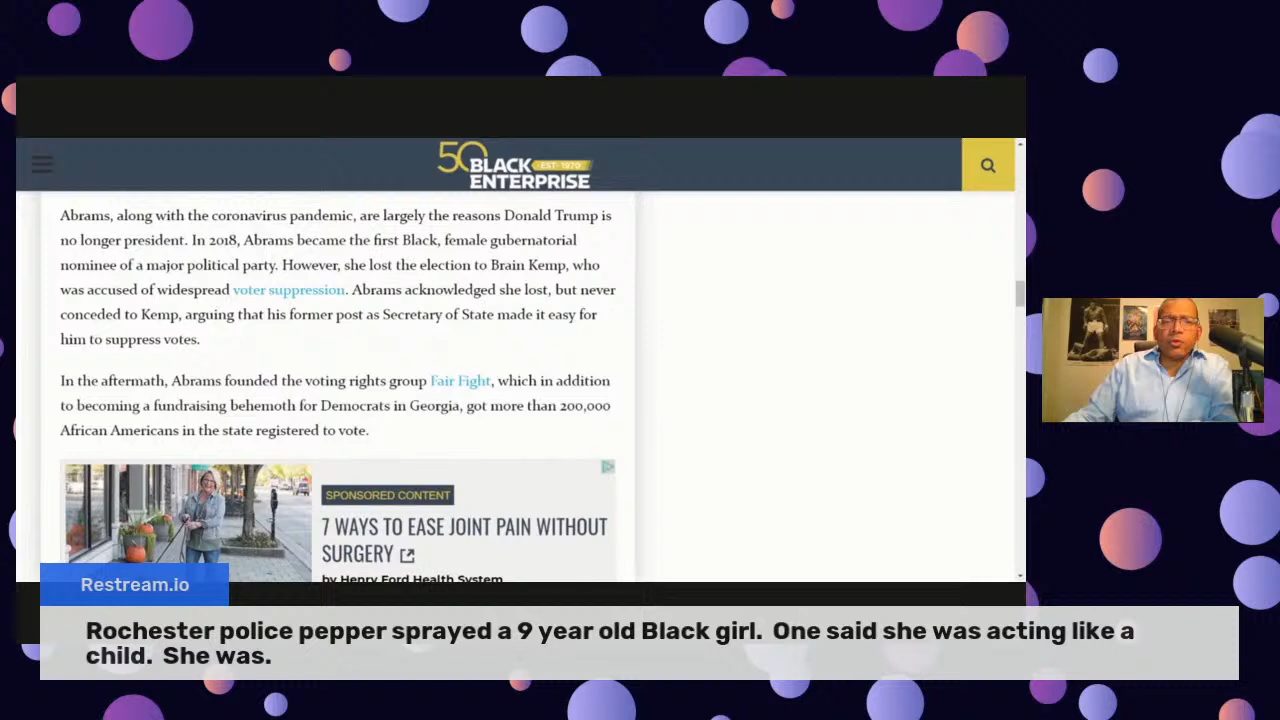 50 BLACK EST. 1970
ENTERPRISE
Abrams, along with the coronavirus pandemic, are largely the reasons Donald Trump is
no longer president. In 2018, Abrams became the first Black, female gubernatorial
nominee of a major political party. However, she lost the election to Brain Kemp, who
was accused of widespread voter suppression. Abrams acknowledged she lost, but never
conceded to Kemp, arguing that his former post as Secretary of State made it easy for
him to suppress votes.
In the aftermath, Abrams founded the voting rights group Fair Fight, which in addition
to becoming a fundraising behemoth for Democrats in Georgia, got more than 200,000
African Americans in the state registered to vote.
SPONSORED CONTENT
7 WAYS TO EASE JOINT PAIN WITHOUT
SURGERY
by Henry Ford Health System
Restream.io
Rochester police pepper sprayed a 9 year old Black girl.  One said she was acting like a
child.  She was.